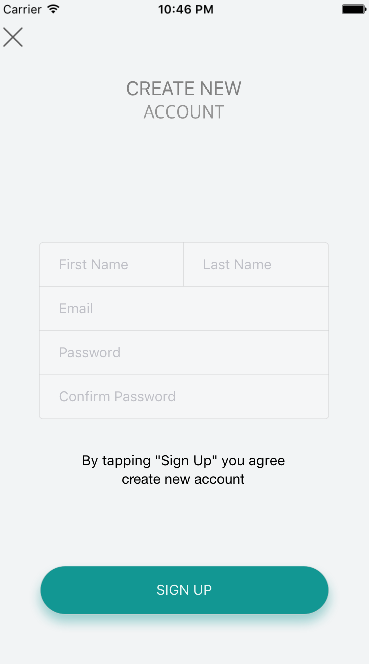 Carrier 10:46 PM
CREATE NEW
ACCOUNT
First Name Last Name
Email
Password
Confirm Password
By tapping "Sign Up" you agree
create new account
SIGN UP